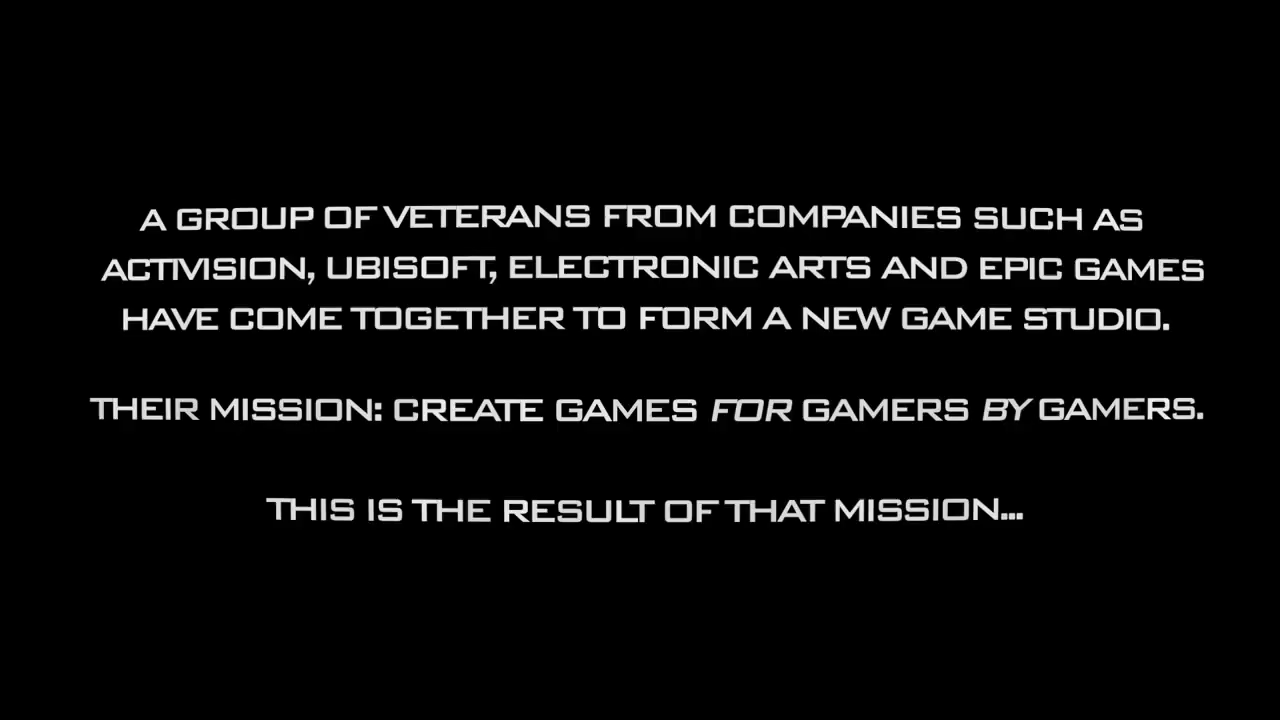 A GROUP OF VETERANS FROM COMPANIES SUCH AS
ACTIVISION, UBISOFT, ELECTRONIC ARTS AND EPIC GAMES
HAVE COME TOGETHER TO FORM A NEW GAME STUDIO.
THEIR MISSION: CREATE GAMES FOR GAMERS BY GAMERS.
THIS IS THE RESULT OF THAT MISSION...